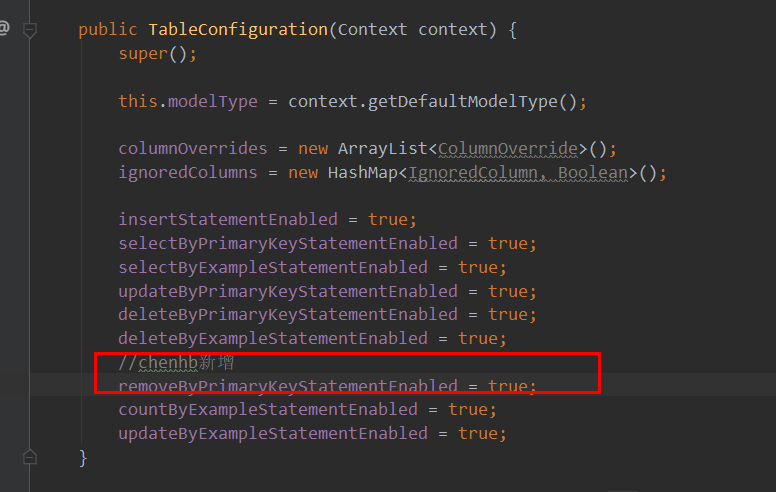 @
public TableConfiguration(Context context) {
super();
this.modelType = context.getDefaultModelType();
columnOverrides = new ArrayList<ColumnOverride>();
ignoredColumns = new HashMap<IgnoredColumn, Boolean>();
insertStatementEnabled = true;
selectByPrimaryKeyStatementEnabled = true;
selectByExampleStatementEnabled = true;
updateByPrimaryKeyStatementEnabled = true;
deleteByPrimaryKeyStatementEnabled = true;
deleteByExampleStatementEnabled = true;
//chenhb新增
removeByPrimaryKeyStatementEnabled = true;
countByExampleStatementEnabled = true;
updateByExampleStatementEnabled = true;
}